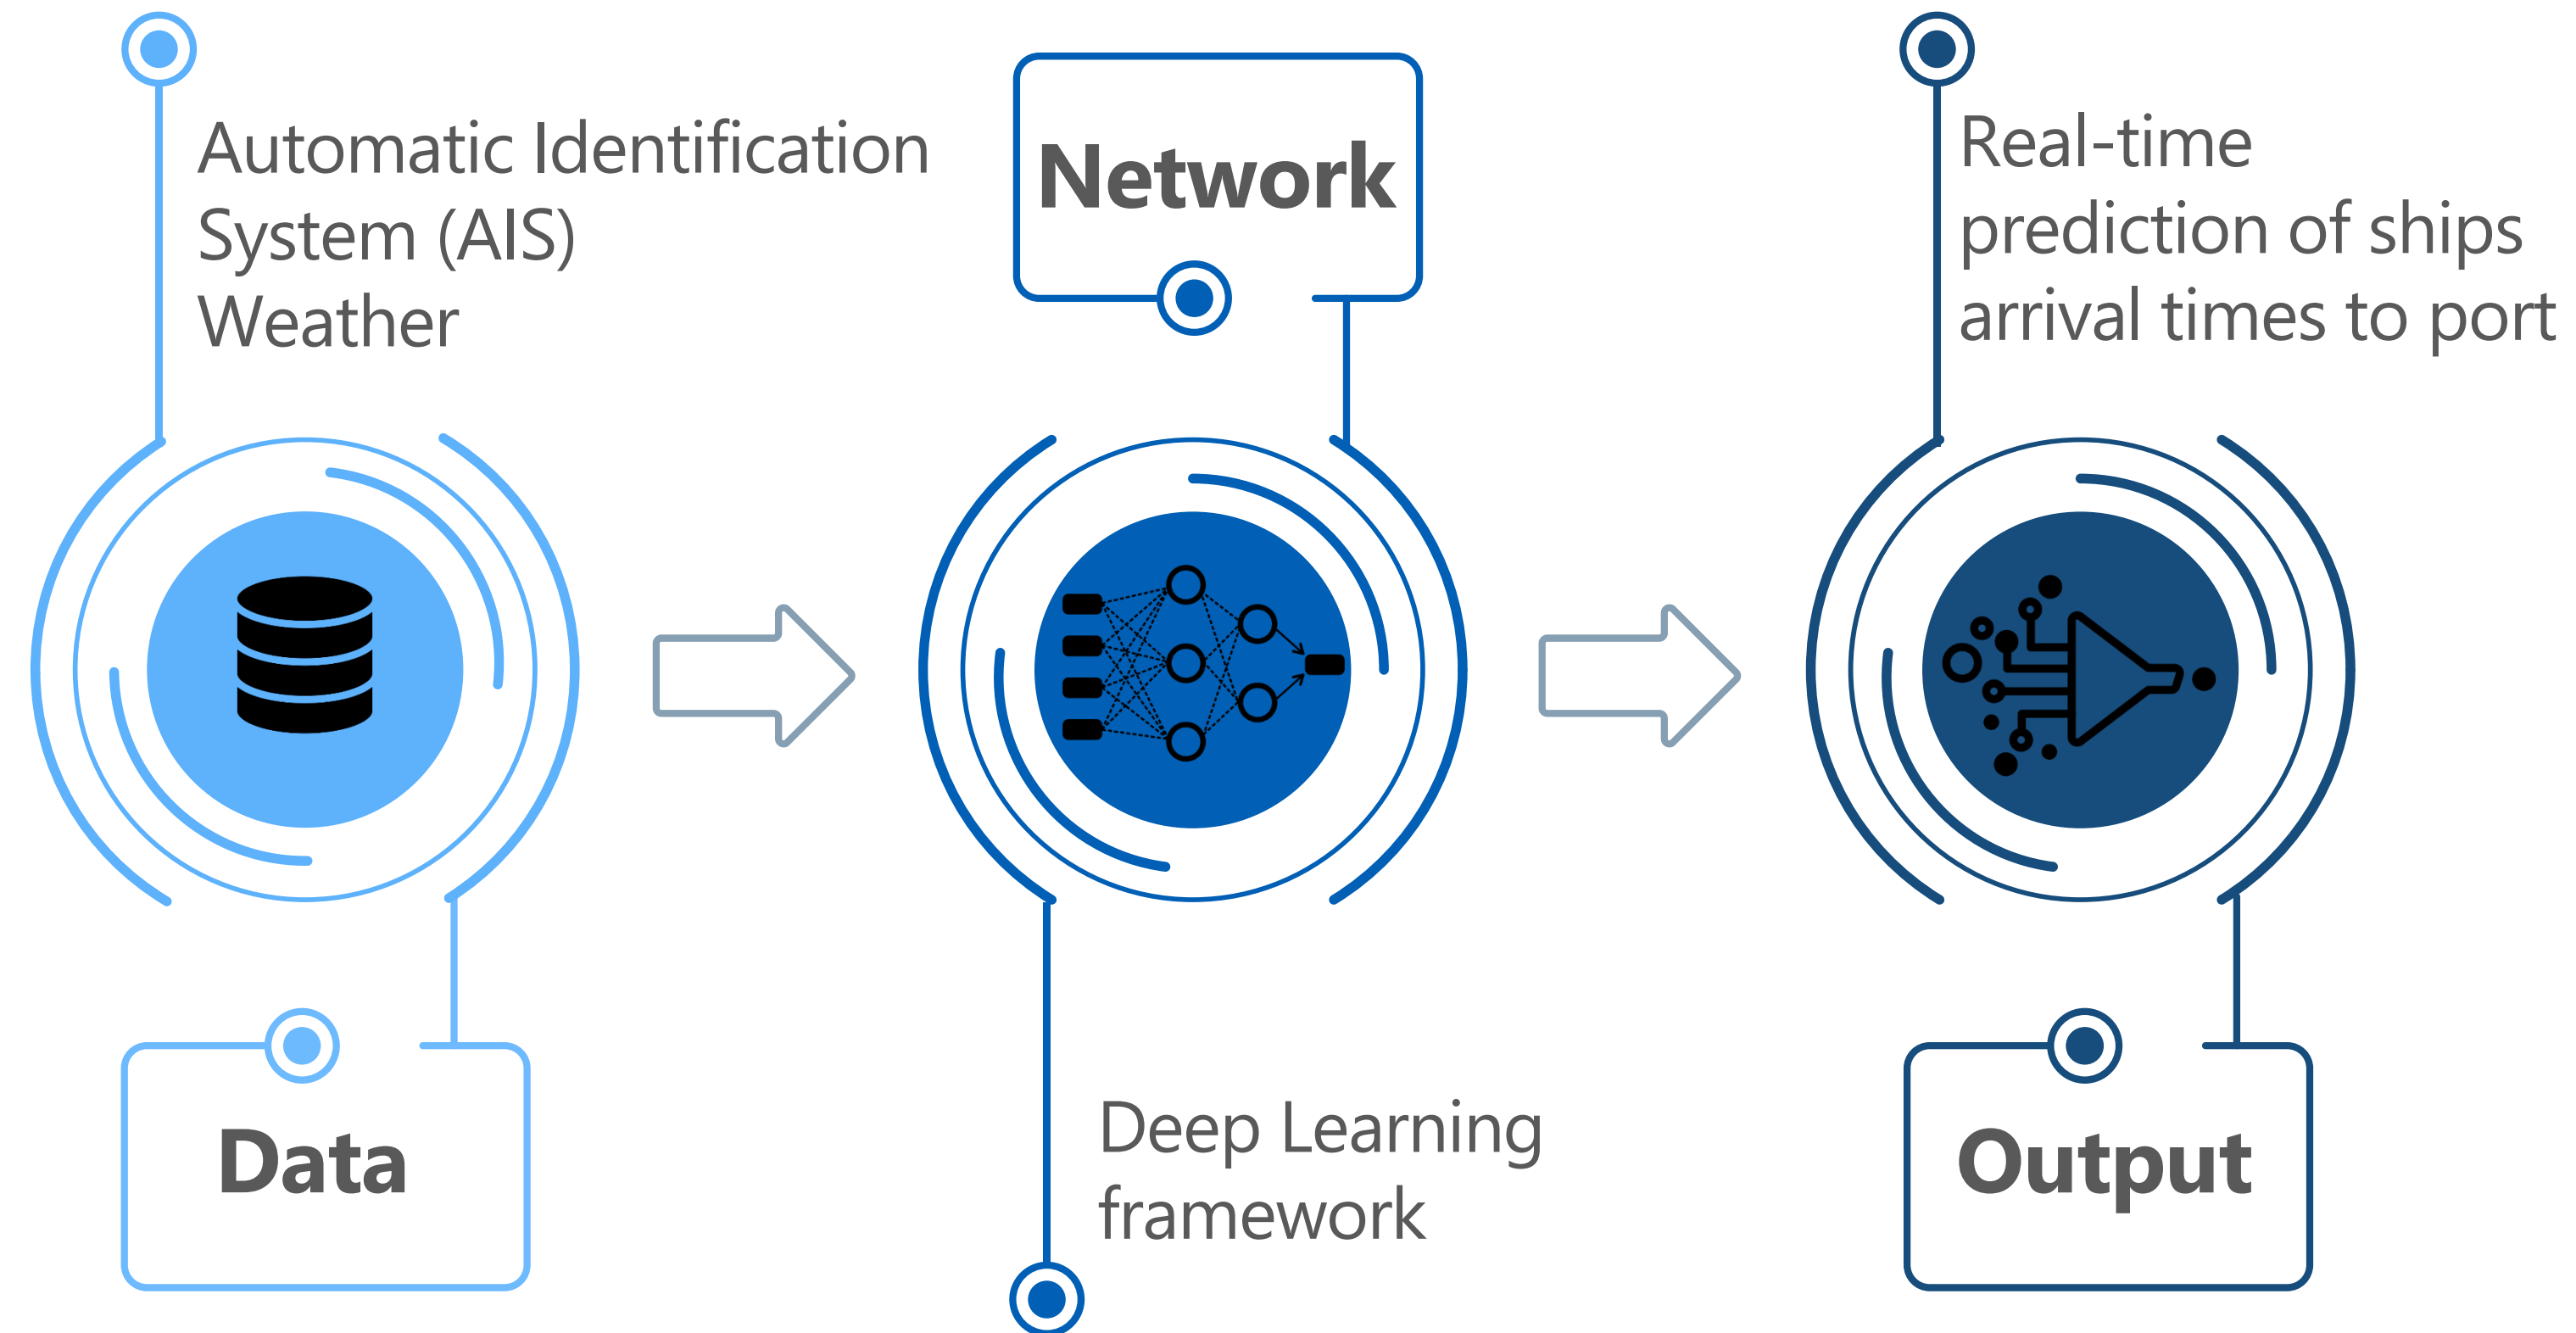 Automatic Identification
System (AIS)
Weather
Data
Network
Deep Learning
framework
Real-time
prediction of ships
arrival times to port
Output